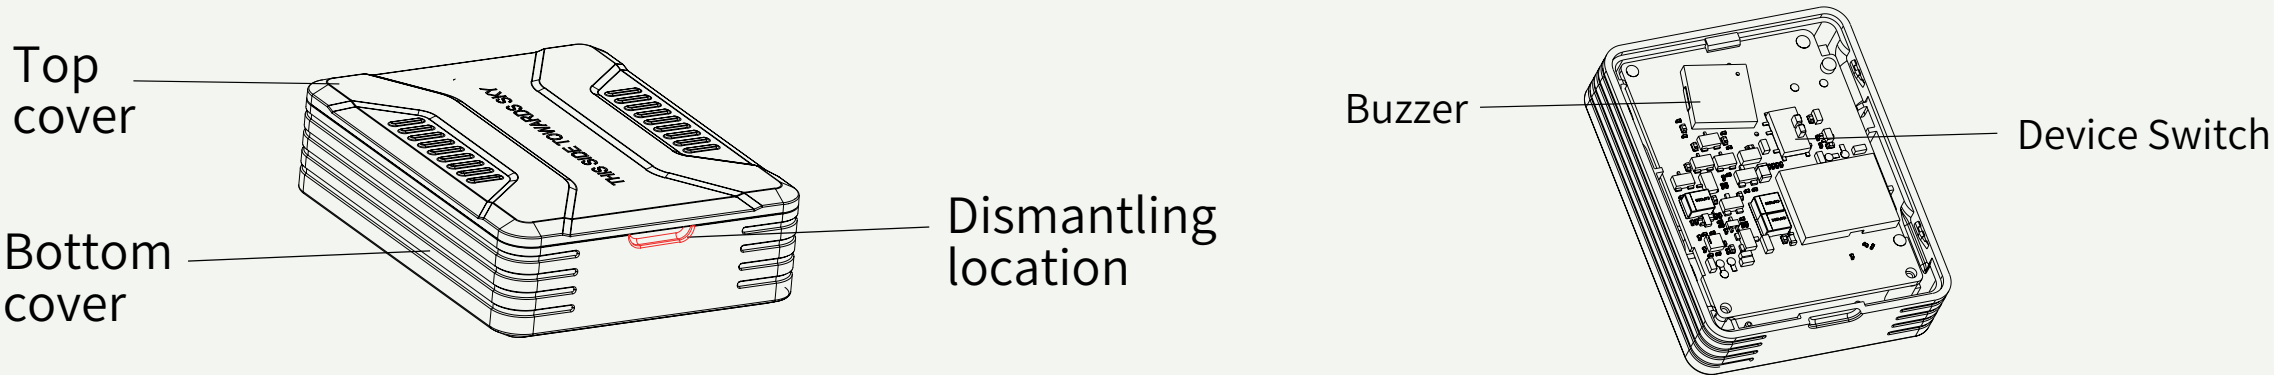 Top
cover
THIS SIDE TOWARDS SKY
Bottom
cover
Dismantling
location
Buzzer
Device Switch